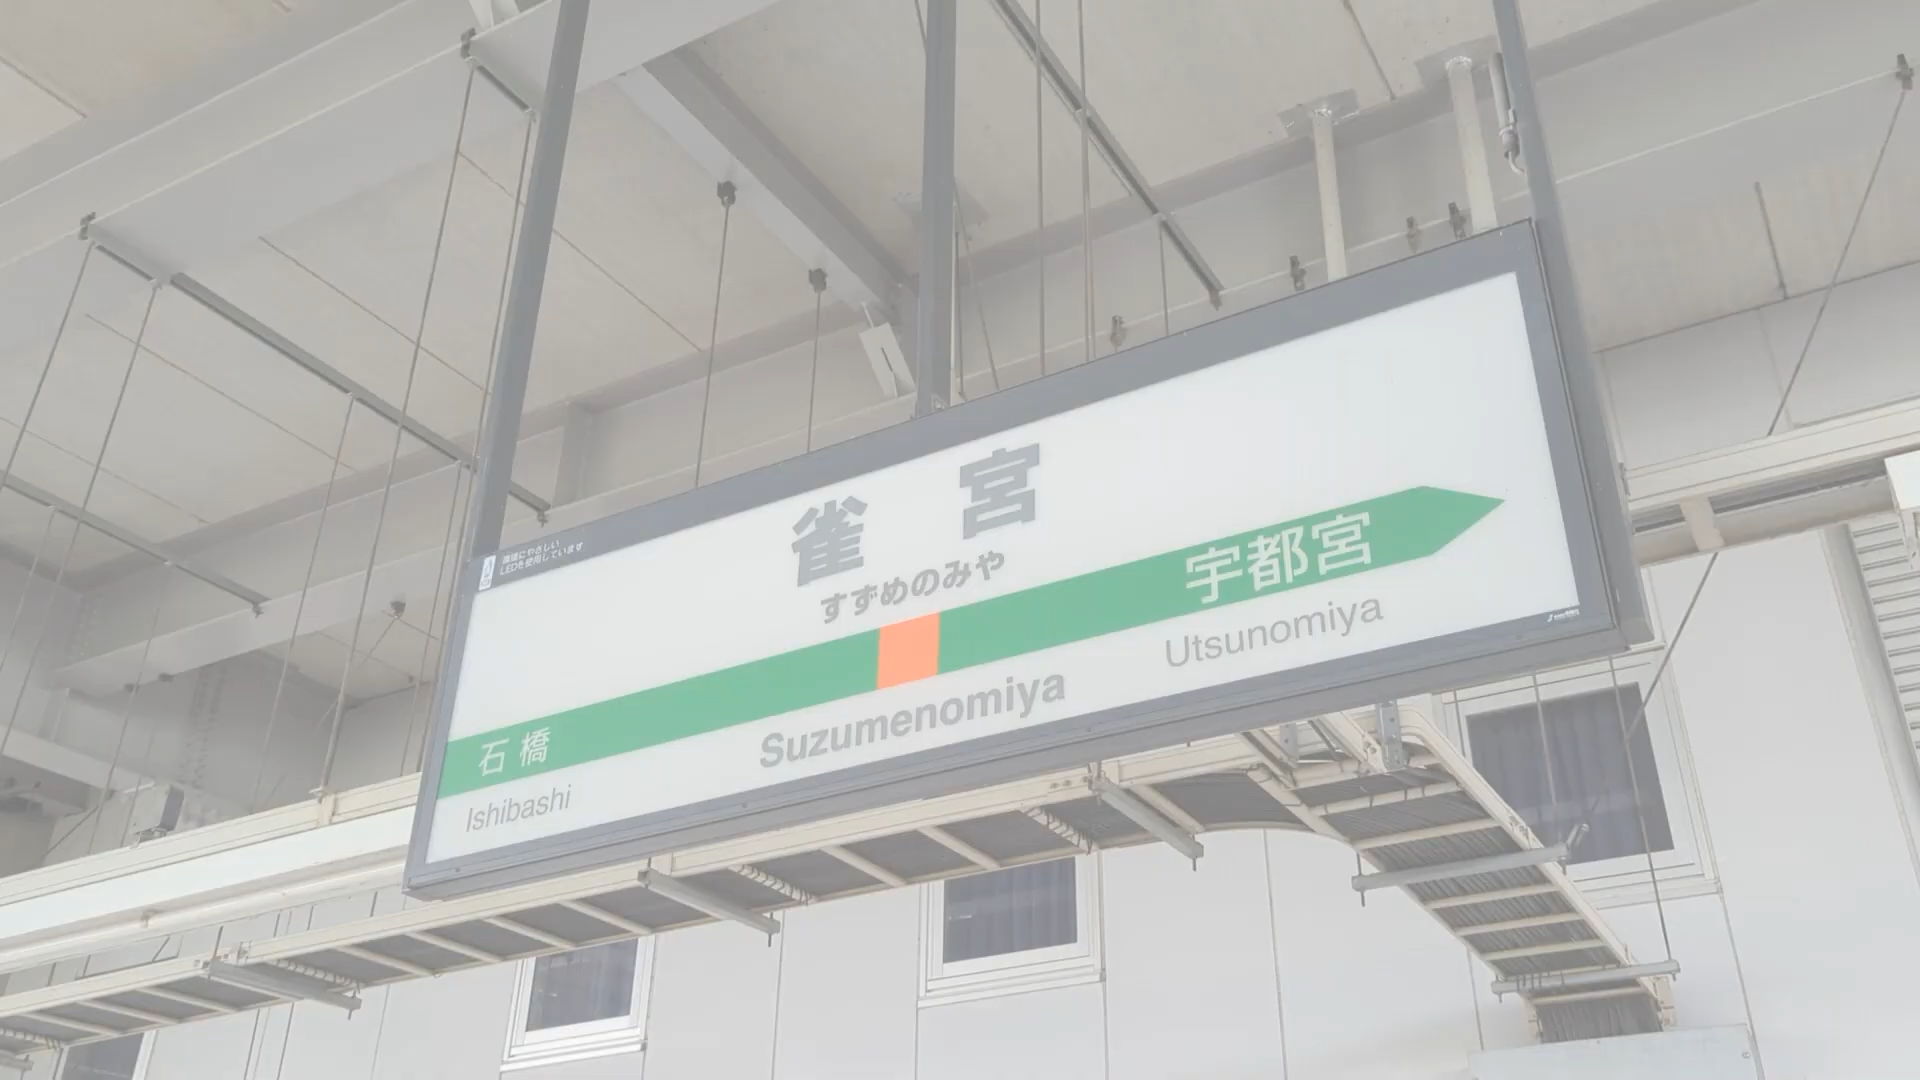 環境にやさしい
LEDを使用しています
雀宮
すずめのみや
宇都宮
Utsunomiya
石橋
Suzumenomiya
Ishibashi